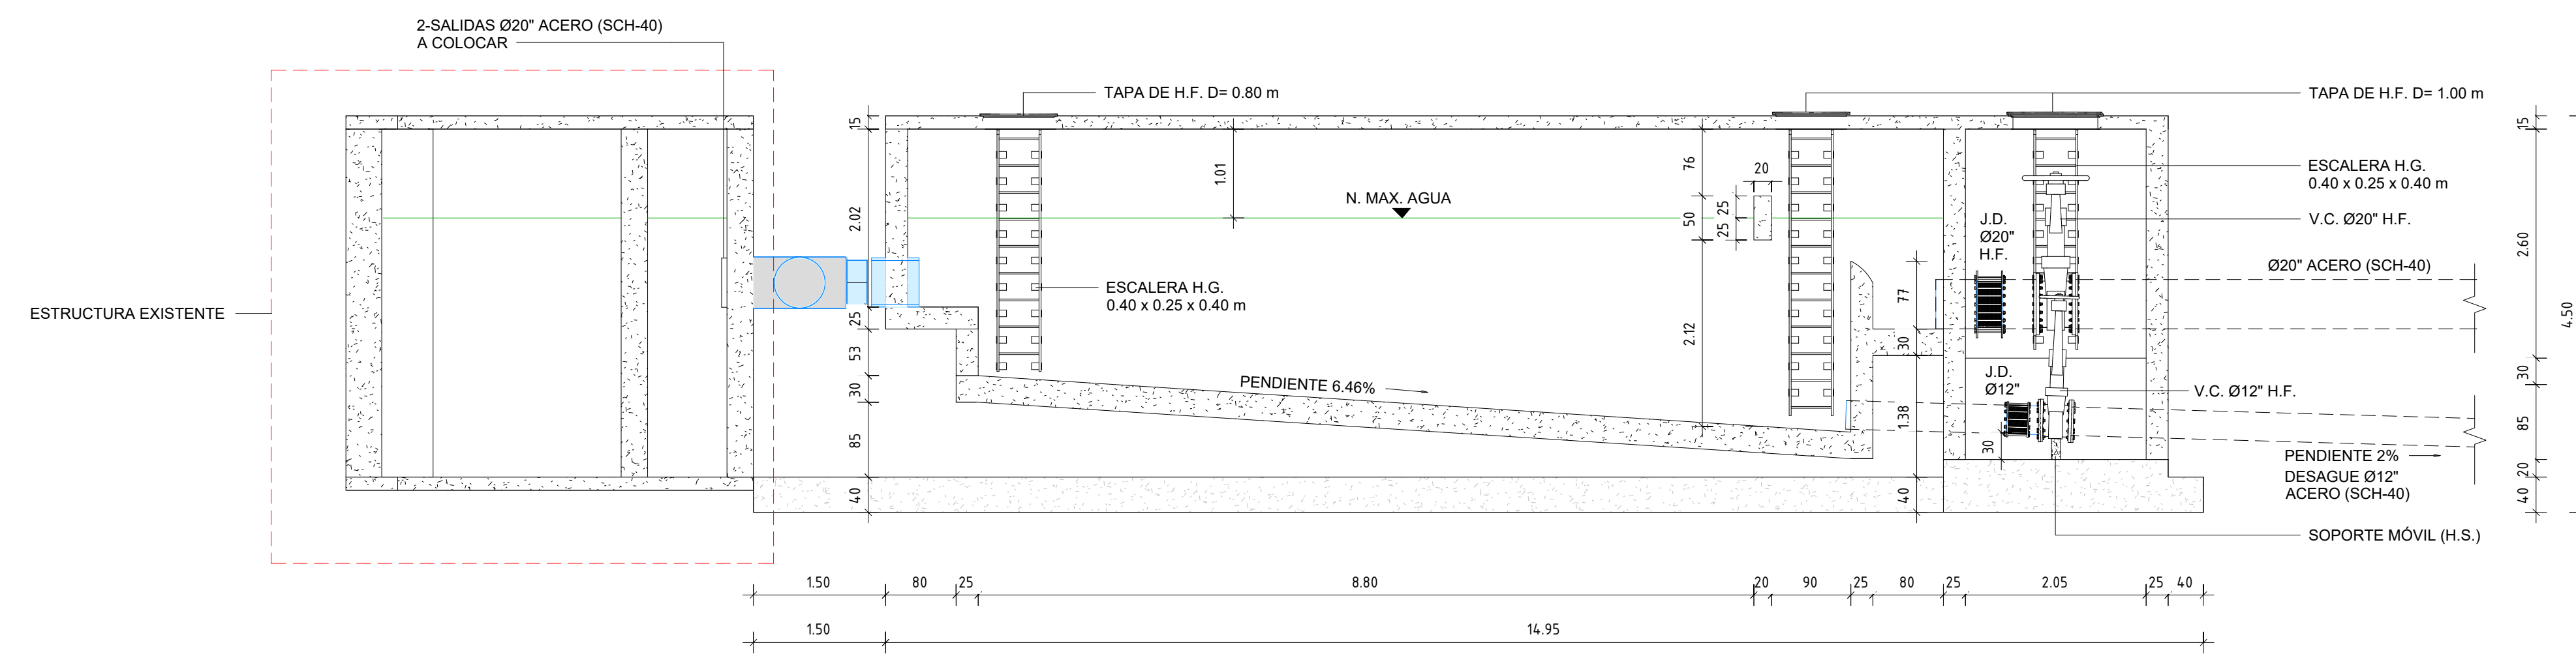 2-SALIDAS Ø20" ACERO (SCH-40)
A COLOCAR
TAPA DE H.F. D= 0.80 m
TAPA DE H.F. D= 1.00 m
ESTRUCTURA EXISTENTE
15
2.02
25
53
30
85
40
1.01
N. MAX. AGUA
ESCALERA H.G.
0.40 x 0.25 x 0.40 m
PENDIENTE 6.46%
76
50
2.12
25
25
20
77
30
1.38
40
J.D.
Ø20"
H.F.
J.D.
Ø12"
30
ESCALERA H.G.
0.40 x 0.25 x 0.40 m
V.C. Ø20" H.F.
Ø20" ACERO (SCH-40)
V.C. Ø12" H.F.
PENDIENTE 2%
DESAGUE Ø12"
ACERO (SCH-40)
SOPORTE MÓVIL (H.S.)
15
2.60
30
85
20
40
4.50
1.50 80 25 8.80 20 90 25 80 25 2.05 25 40
1.50 14.95